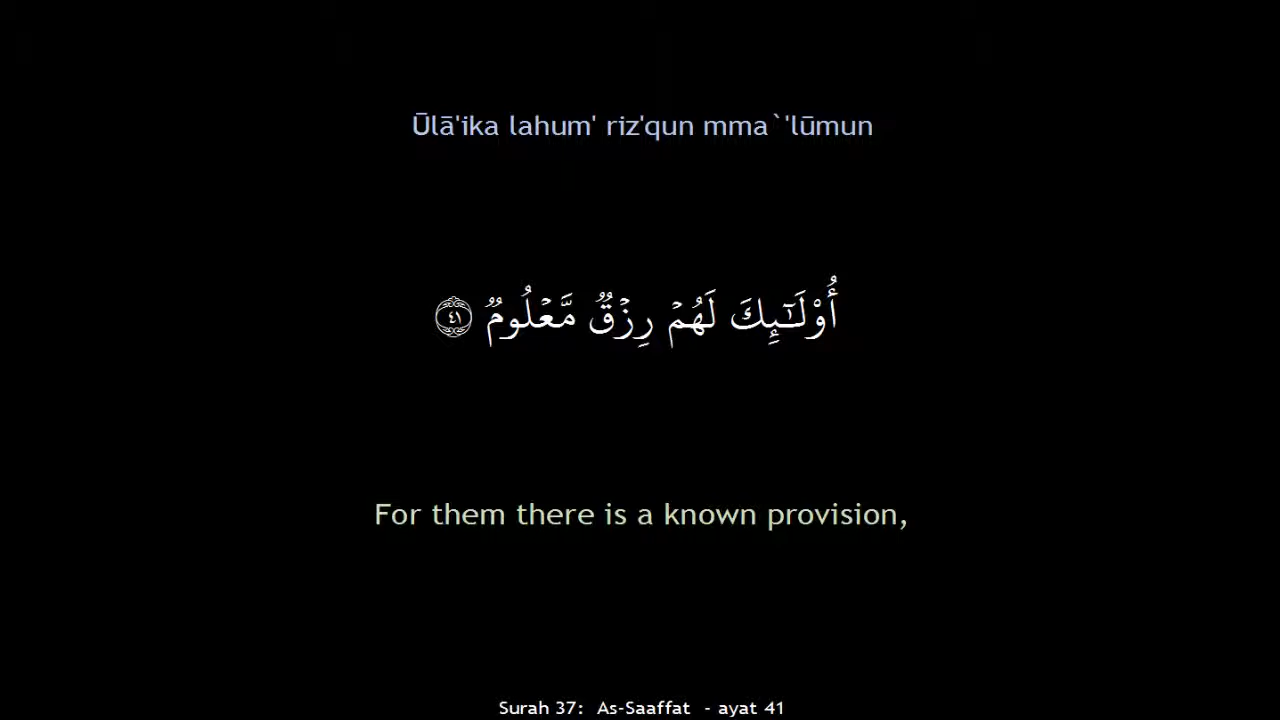 Ūlā'ika lahum' riz'qun mma`'lūmun
أُوْلَـٰٓئِكَ لَهُمۡ رِزۡقٌ مَّعۡلُومٌ ٤١
For them there is a known provision,
Surah 37: As-Saaffat - ayat 41